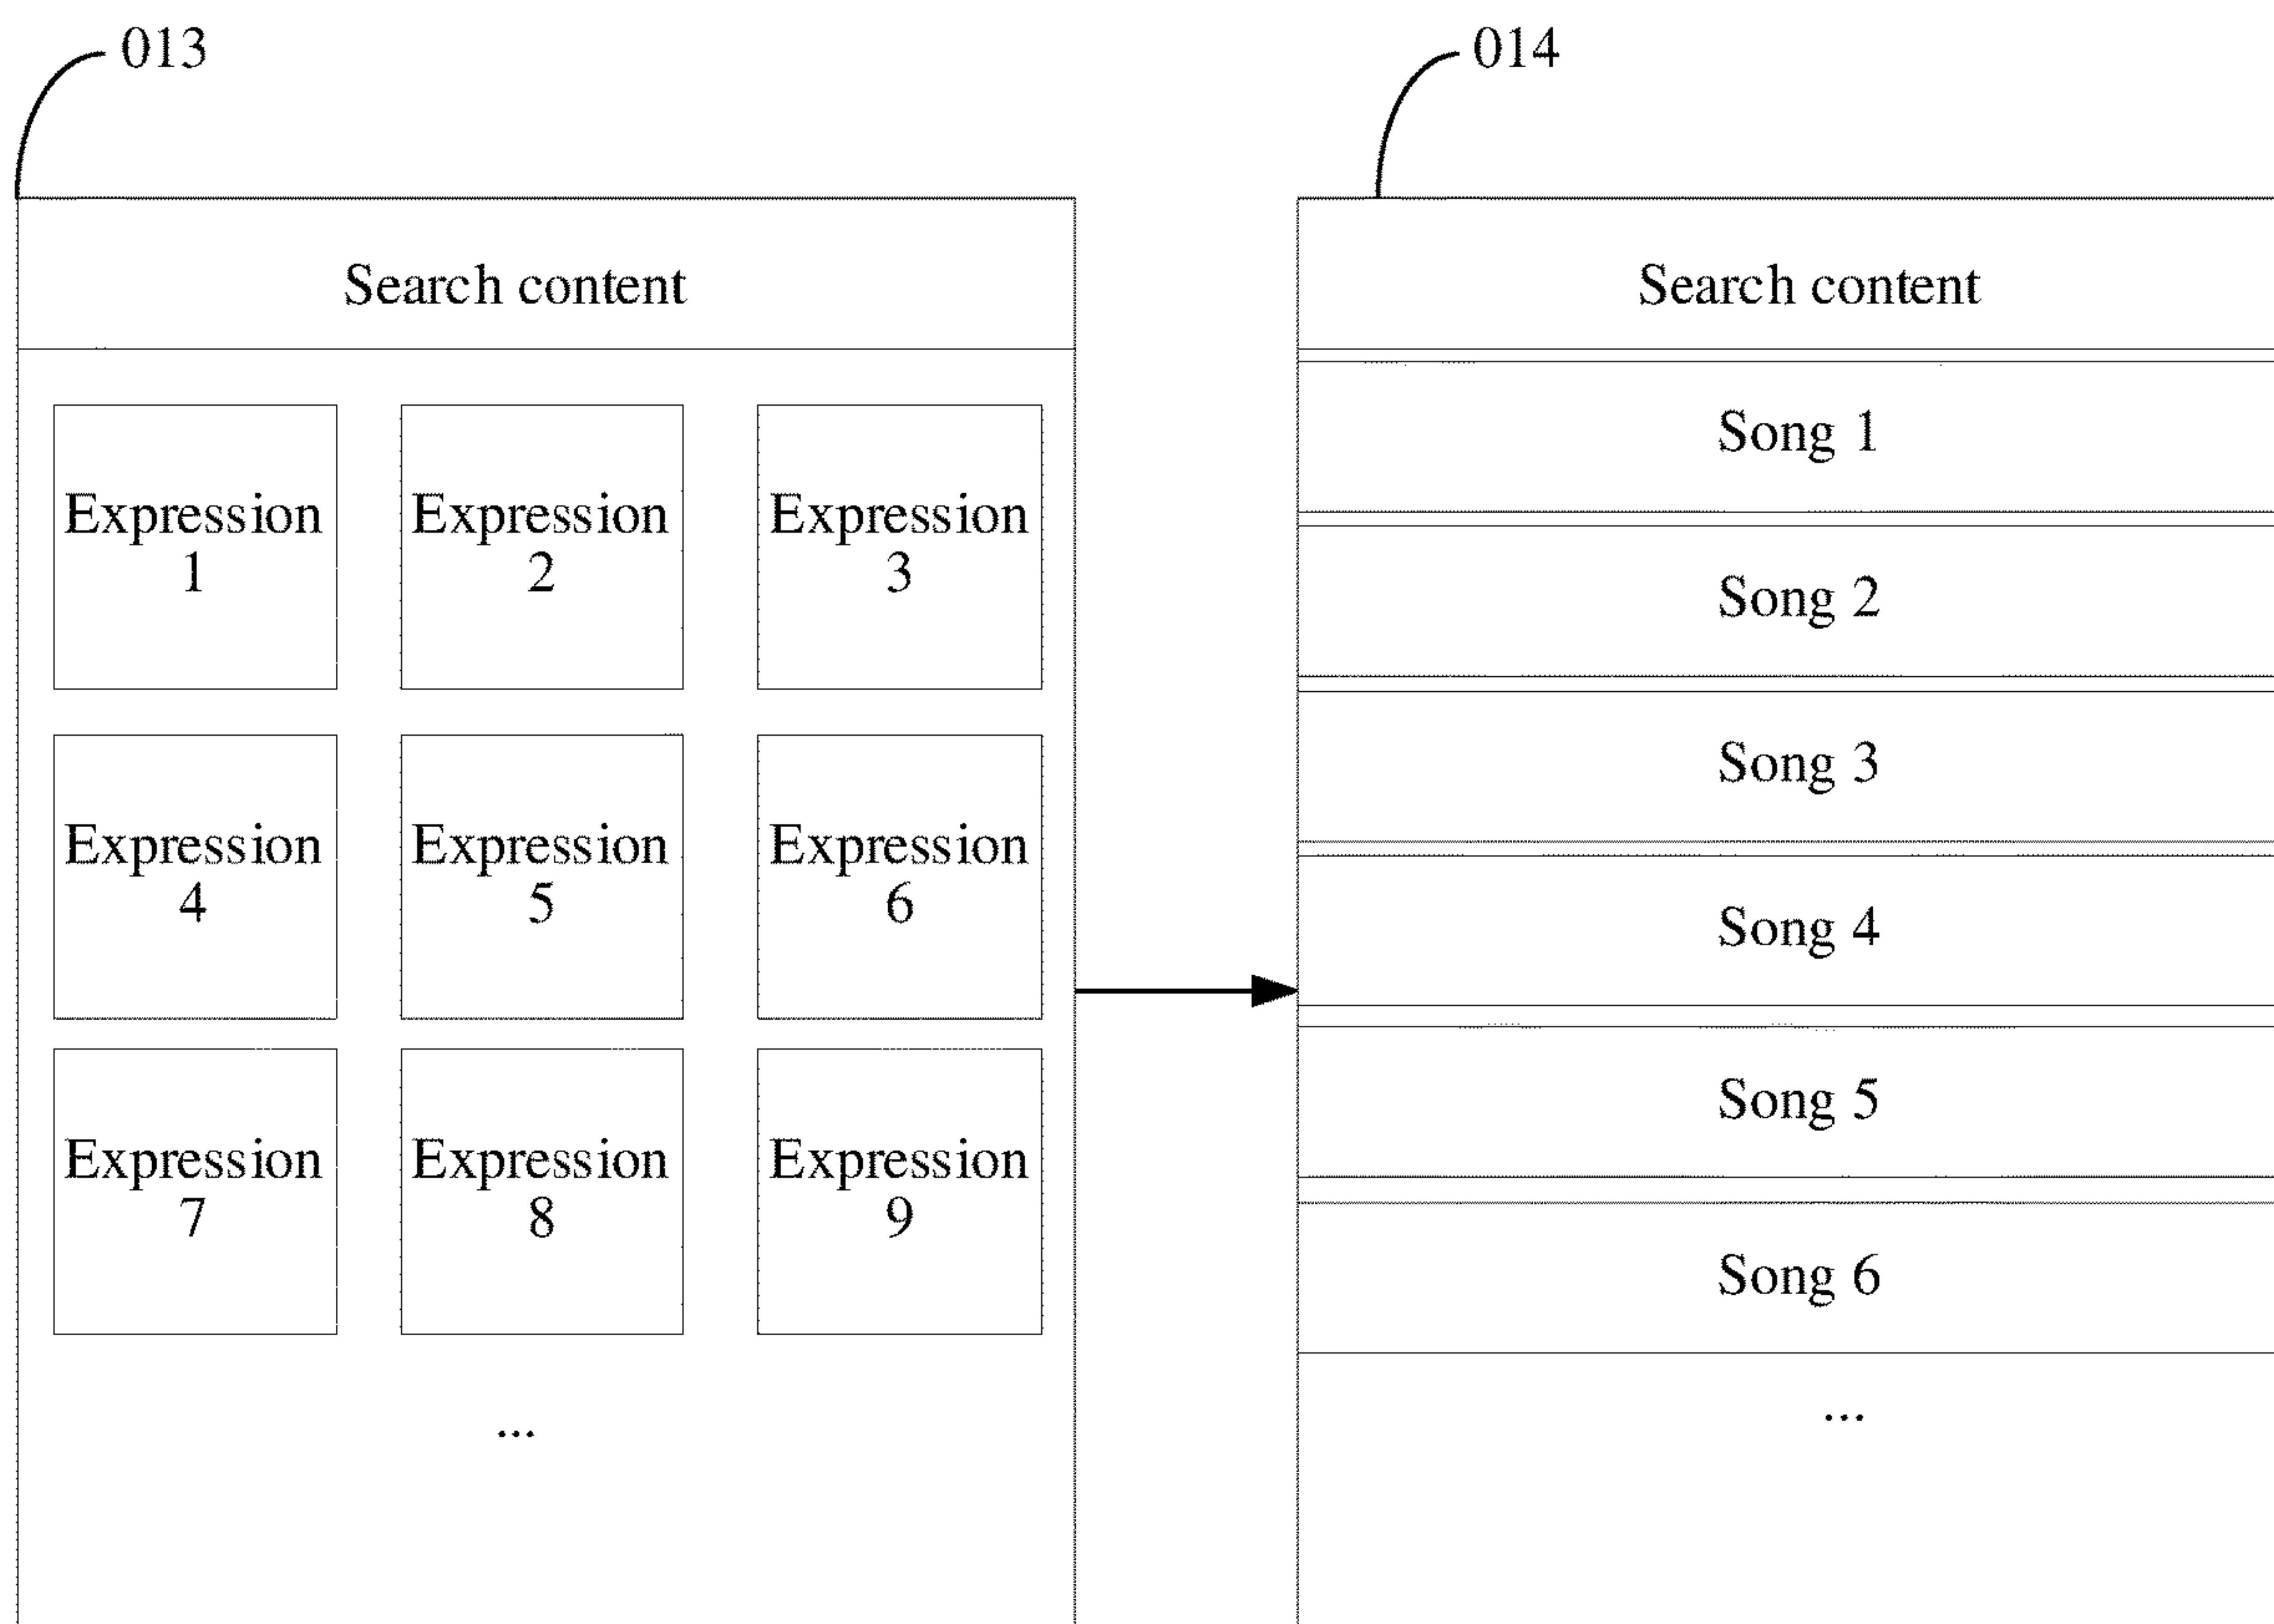 013
Search content
Expression
1
Expression
2
Expression
3
Expression
4
Expression
5
Expression
6
Expression
7
Expression
8
Expression
9
...
014
Search content
Song 1
Song 2
Song 3
Song 4
Song 5
Song 6
...